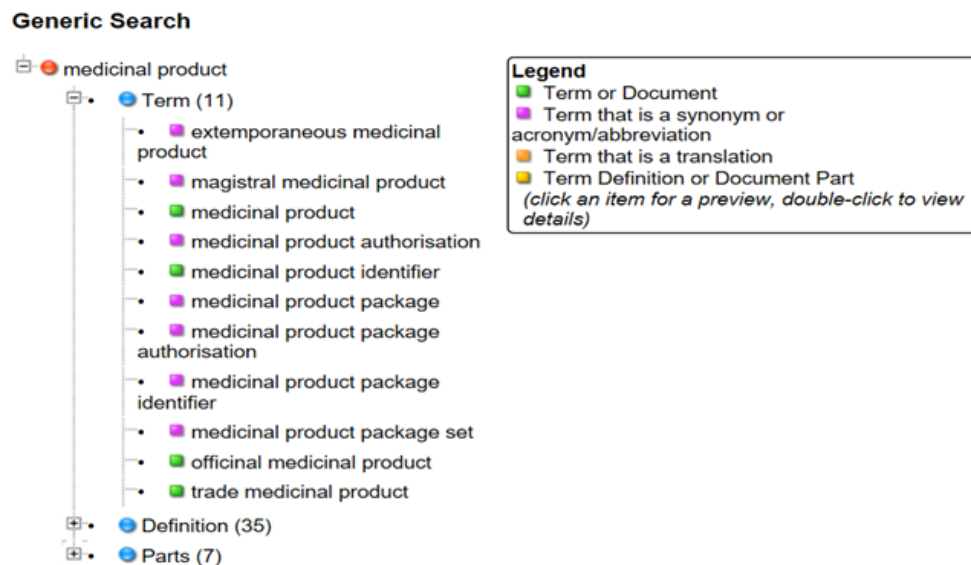 Generic Search
medicinal product
Term (11)
extemporaneous medicinal
product
magistral medicinal product
medicinal product
medicinal product authorisation
medicinal product identifier
medicinal product package
medicinal product package
authorisation
medicinal product package
identifier
medicinal product package set
officinal medicinal product
trade medicinal product
Definition (35)
Parts (7)
Legend
Term or Document
Term that is a synonym or
acronym/abbreviation
Term that is a translation
Term Definition or Document Part
(click an item for a preview, double-click to view
details)